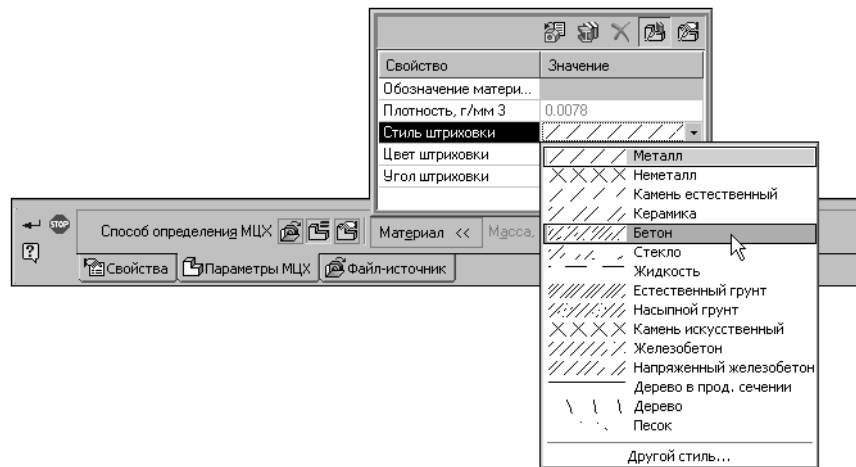 Свойство Значение
Обозначение матери...
Плотность, г/мм 3 0.0078
Стиль штриховки
Цвет штриховки
Угол штриховки
Металл
Неметалл
Камень естественный
Керамика
Бетон
Стекло
Жидкость
Естественный грунт
Насыпной грунт
Камень искусственный
Железобетон
Напряженный железобетон
Дерево в прод. сечении
Дерево
Песок
Другой стиль...
STOP
Способ определения МЦХ Материал << Масса,
Свойства Параметры МЦХ Файл-источник